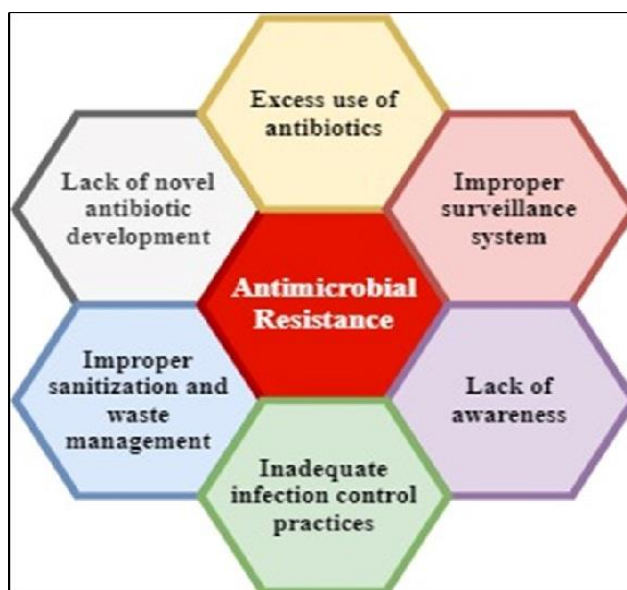 Excess use of
antibiotics
Lack of novel
antibiotic
development
Improper
surveillance
system
Antimicrobial
Resistance
Improper
sanitization and
waste
management
Lack of
awareness
Inadequate
infection control
practices